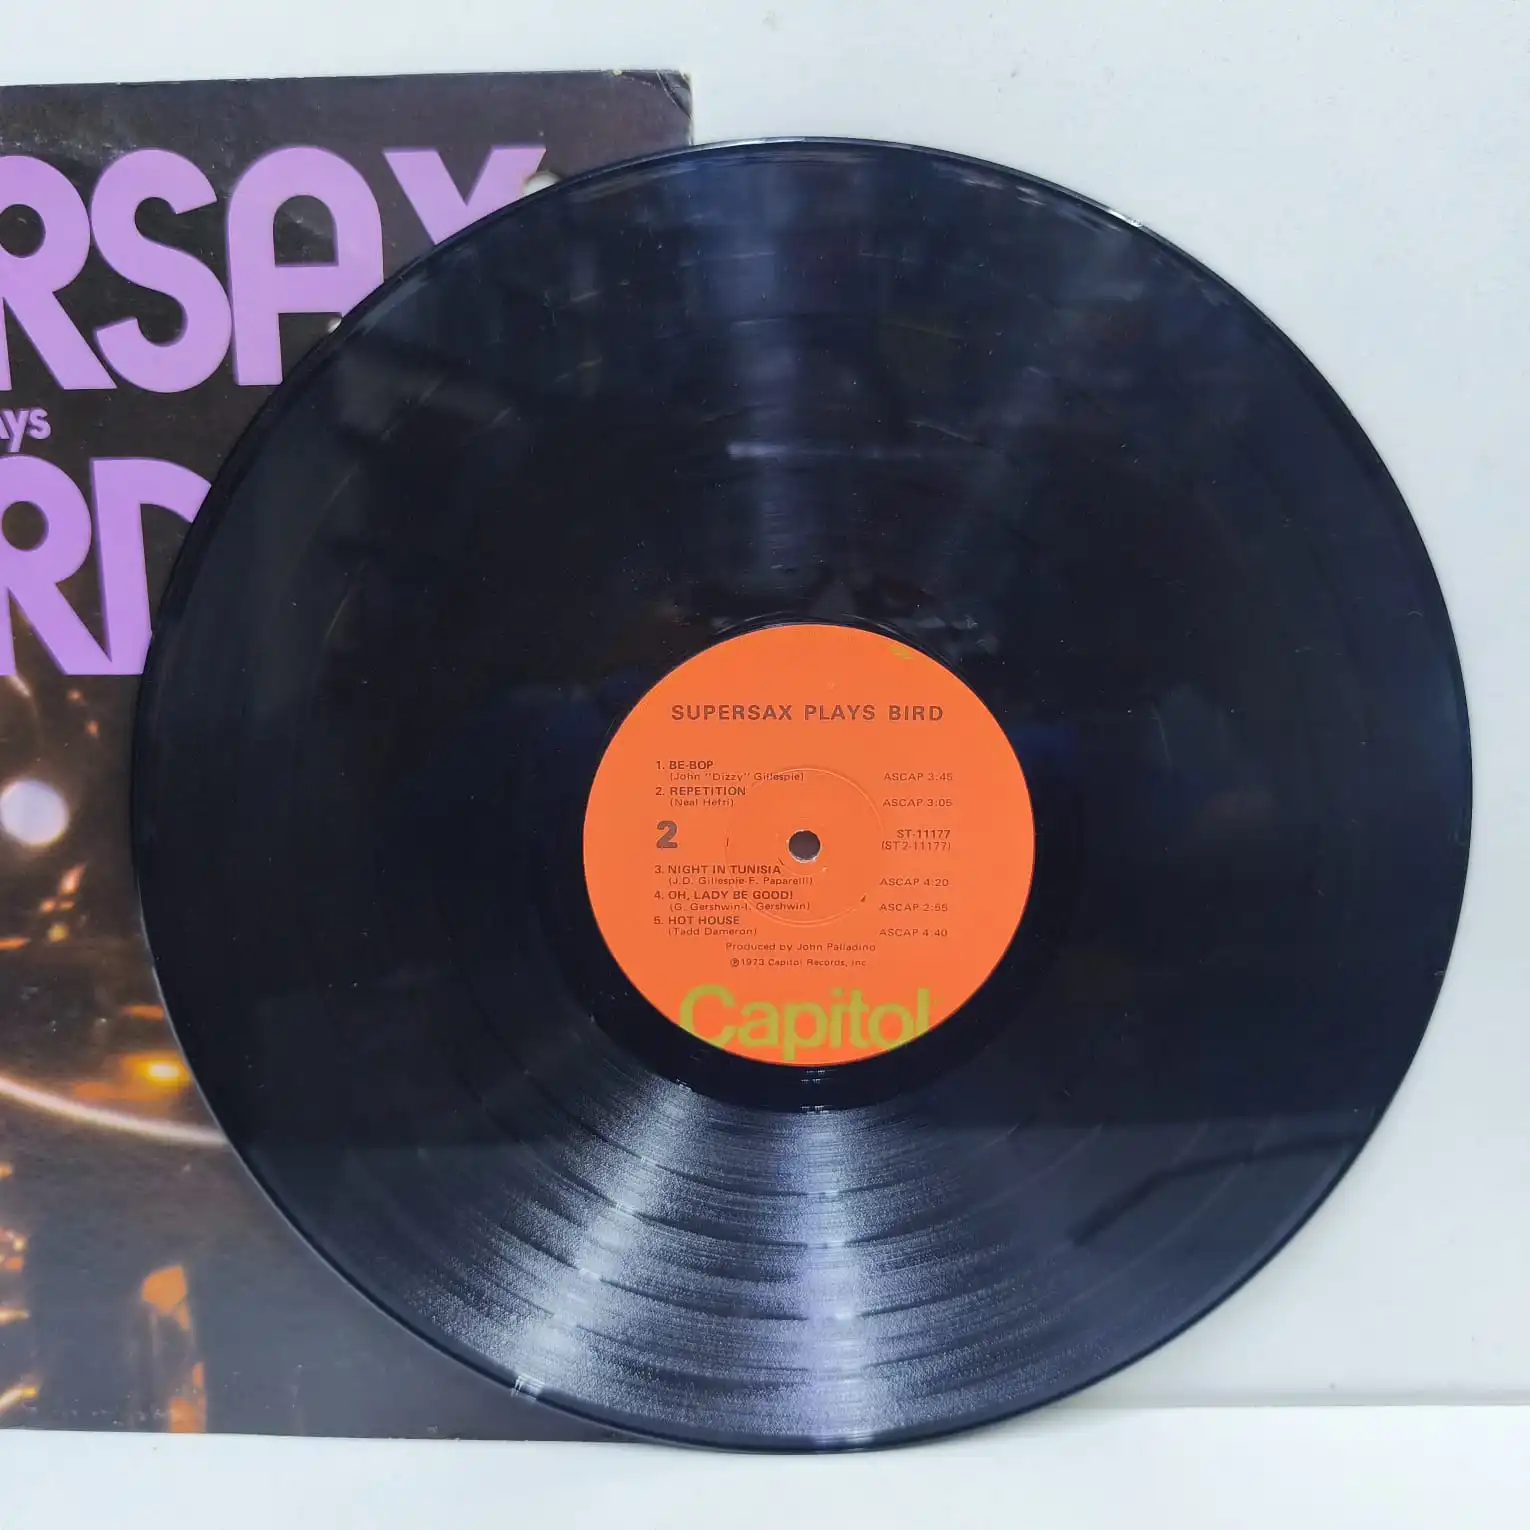 RSAX
ays
RD
SUPERSAX PLAYS BIRD
1. BE-BOP
(John "Dizzy" Gillespie) ASCAP 3:45
2. REPETITION
(Neal Hefti) ASCAP 3:05
2 ST-11177
(ST2-11177)
3. NIGHT IN TUNISIA
(J.D. Gillespie-F. Paparelli) ASCAP 4:20
4. OH, LADY BE GOOD!
(G. Gershwin-I. Gershwin) ASCAP 2:55
5. HOT HOUSE
(Tadd Dameron) ASCAP 4:40
Produced by John Palladino
℗1973 Capitol Records, Inc.
Capitol